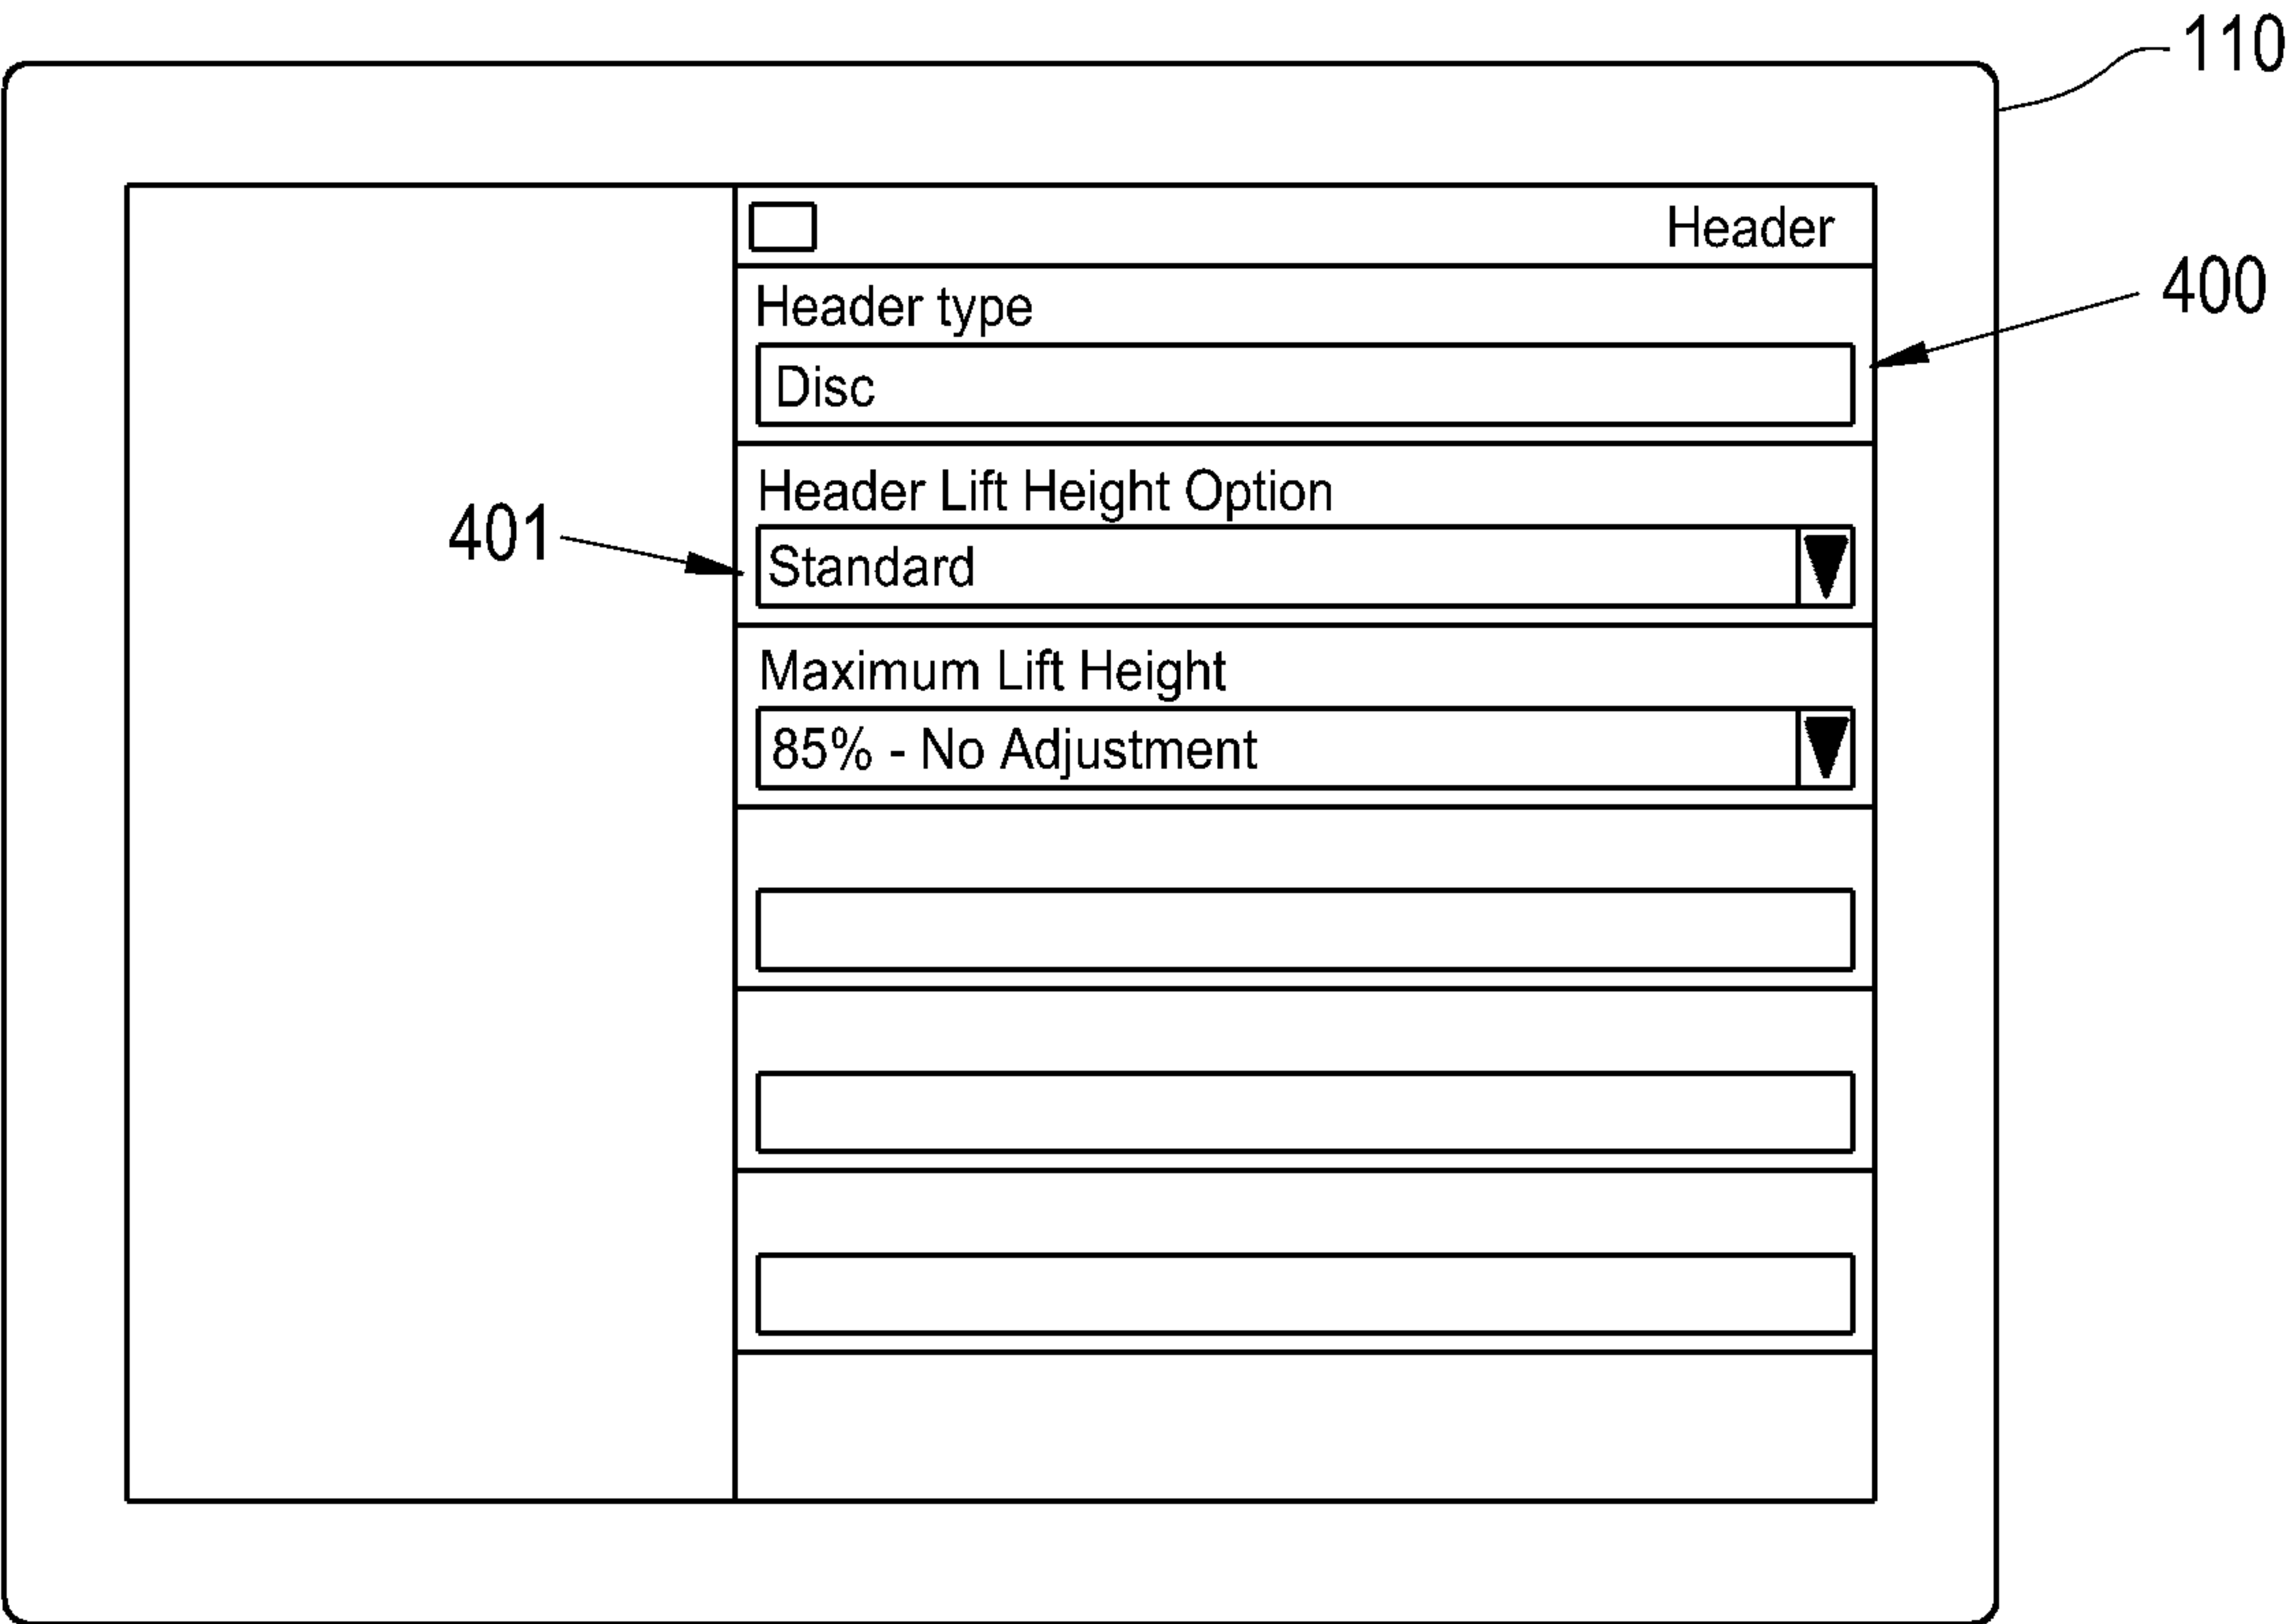 110
Header
Header type
400
Disc
Header Lift Height Option
401
Standard
Maximum Lift Height
85% - No Adjustment